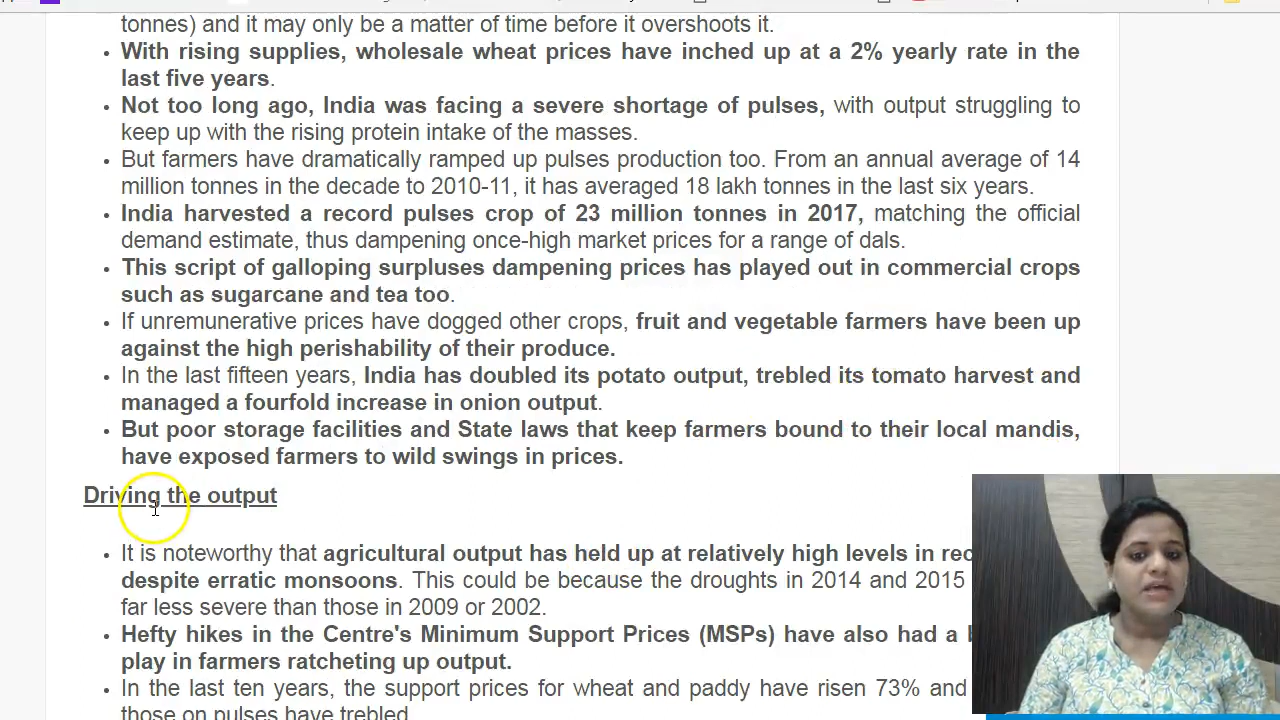 tonnes) and it may only be a matter of time before it overshoots it.
• With rising supplies, wholesale wheat prices have inched up at a 2% yearly rate in the
last five years.
• Not too long ago, India was facing a severe shortage of pulses, with output struggling to
keep up with the rising protein intake of the masses.
• But farmers have dramatically ramped up pulses production too. From an annual average of 14
million tonnes in the decade to 2010-11, it has averaged 18 lakh tonnes in the last six years.
• India harvested a record pulses crop of 23 million tonnes in 2017, matching the official
demand estimate, thus dampening once-high market prices for a range of dals.
• This script of galloping surpluses dampening prices has played out in commercial crops
such as sugarcane and tea too.
• If unremunerative prices have dogged other crops, fruit and vegetable farmers have been up
against the high perishability of their produce.
• In the last fifteen years, India has doubled its potato output, trebled its tomato harvest and
managed a fourfold increase in onion output.
• But poor storage facilities and State laws that keep farmers bound to their local mandis,
have exposed farmers to wild swings in prices.
Driving the output
• It is noteworthy that agricultural output has held up at relatively high levels in
despite erratic monsoons. This could be because the droughts in 2014 and 2015
far less severe than those in 2009 or 2002.
• Hefty hikes in the Centre's Minimum Support Prices (MSPs) have also had a
play in farmers ratcheting up output.
• In the last ten years, the support prices for wheat and paddy have risen 73% and
those on pulses have trebled